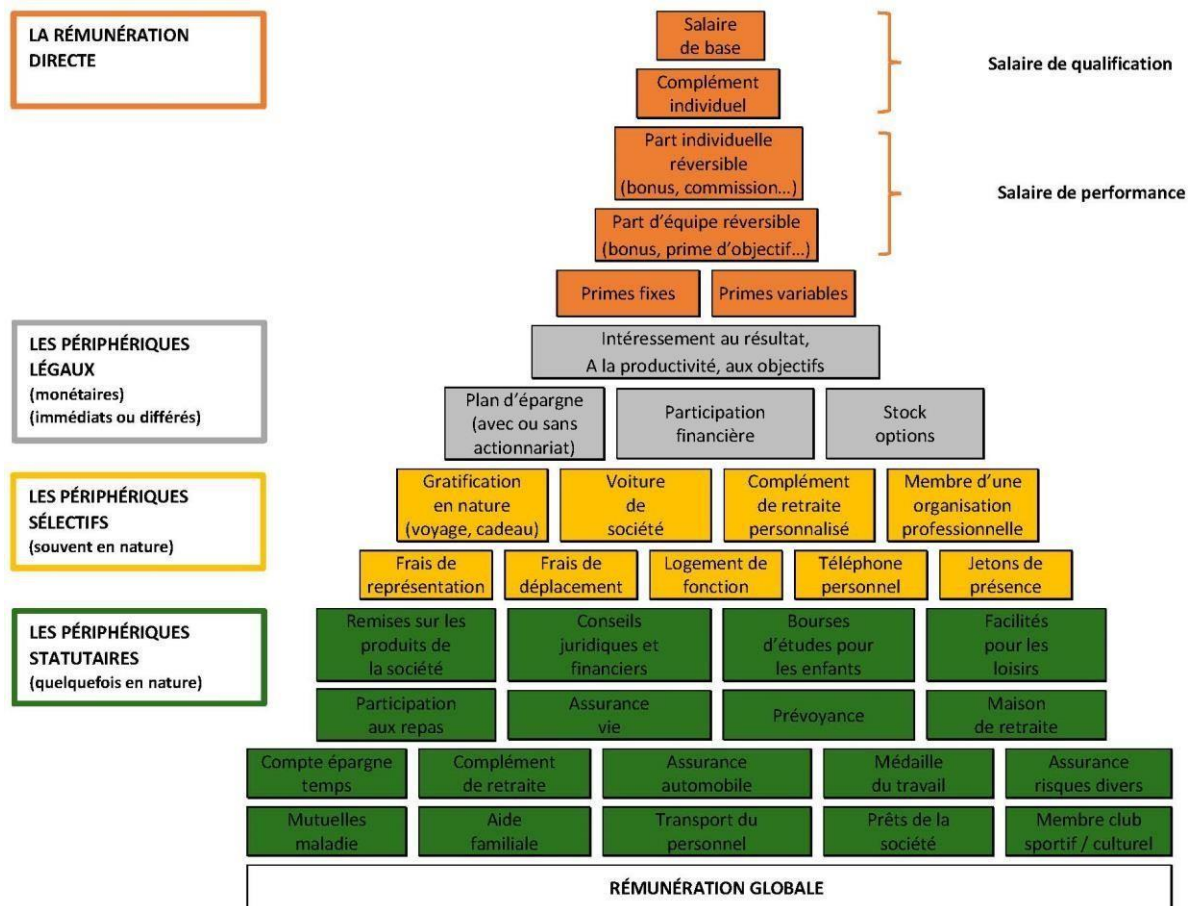 LA RÉMUNÉRATION
DIRECTE
Salaire
de base
Complément
individuel
Salaire de qualification
Part individuelle
réversible
(bonus, commission...)
Part d'équipe réversible
(bonus, prime d'objectif...)
Salaire de performance
Primes fixes
Primes variables
LES PÉRIPHÉRIQUES
LÉGAUX
(monétaires)
(immédiats ou différés)
Intéressement au résultat,
A la productivité, aux objectifs
Plan d'épargne
(avec ou sans
actionnariat)
Participation
financière
Stock
options
LES PÉRIPHÉRIQUES
SÉLECTIFS
(souvent en nature)
Gratification
en nature
(voyage, cadeau)
Voiture
de
société
Complément
de retraite
personnalisé
Membre d'une
organisation
professionnelle
Frais de
représentation
Frais de
déplacement
Logement de
fonction
Téléphone
personnel
Jetons de
présence
LES PÉRIPHÉRIQUES
STATUTAIRES
(quelquefois en nature)
Remises sur les
produits de
la société
Conseils
juridiques et
financiers
Bourses
d'études pour
les enfants
Facilités
pour les
loisirs
Participation
aux repas
Assurance
vie
Prévoyance
Maison
de retraite
Compte épargne
temps
Complément
de retraite
Assurance
automobile
Médaille
du travail
Assurance
risques divers
Mutuelles
maladie
Aide
familiale
Transport du
personnel
Prêts de la
société
Membre club
sportif / culturel
RÉMUNÉRATION GLOBALE